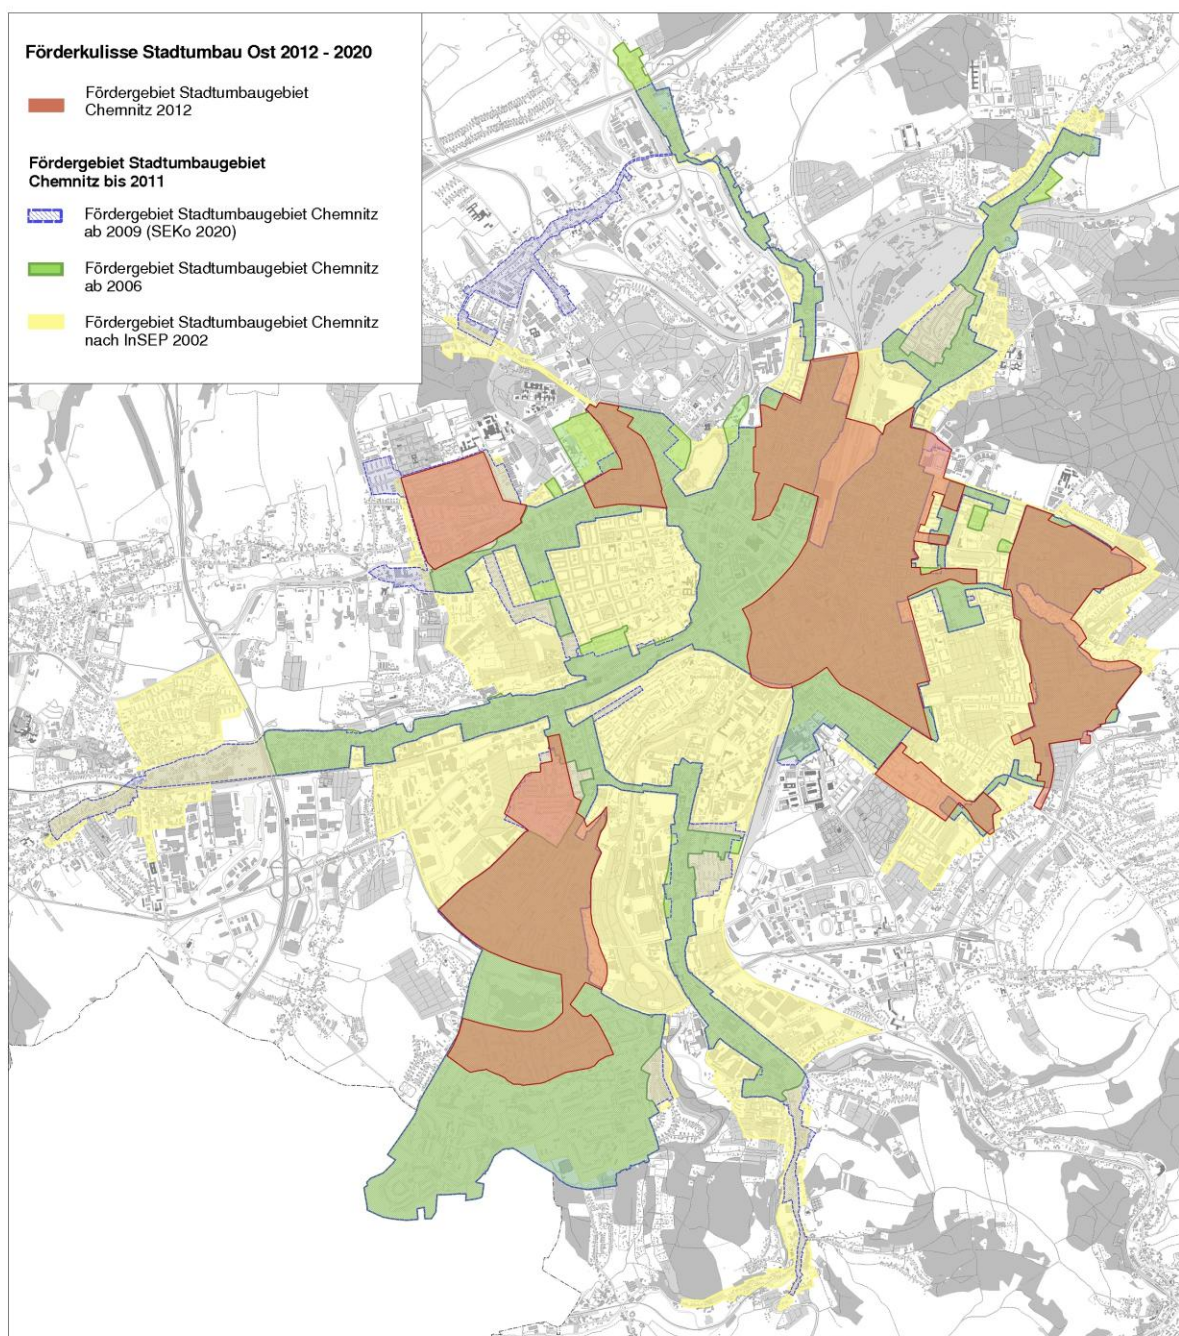 Förderkulisse Stadtumbau Ost 2012 - 2020
Fördergebiet Stadtumbaugebiet
Chemnitz 2012
Fördergebiet Stadtumbaugebiet
Chemnitz bis 2011
Fördergebiet Stadtumbaugebiet Chemnitz
ab 2009 (SEKo 2020)
Fördergebiet Stadtumbaugebiet Chemnitz
ab 2006
Fördergebiet Stadtumbaugebiet Chemnitz
nach InSEP 2002